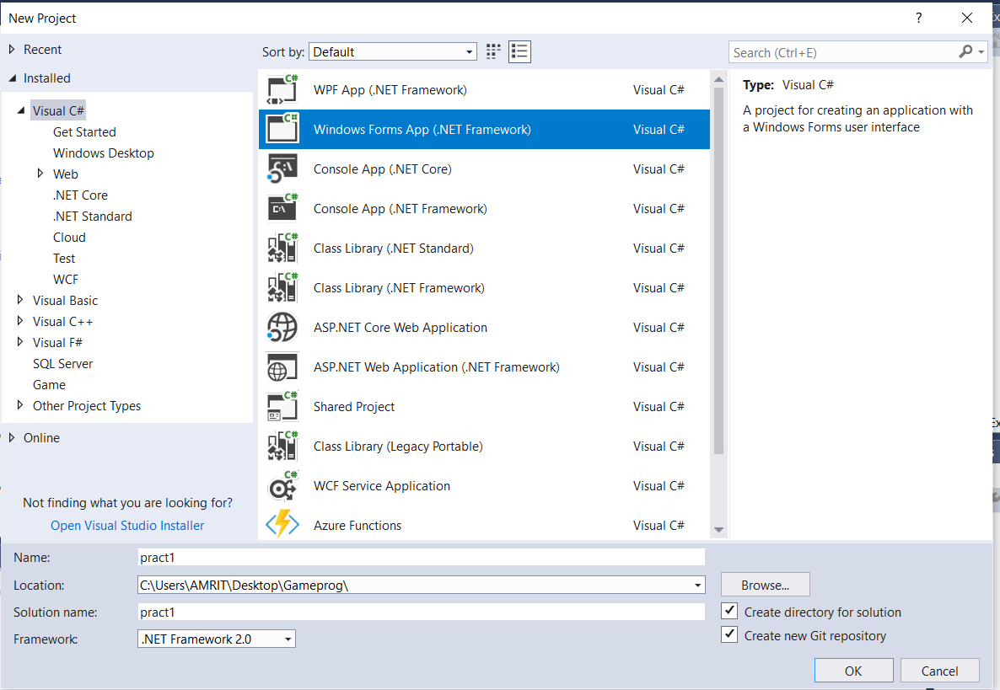 New Project
?
Recent
Installed
Visual C#
Get Started
Windows Desktop
Web
.NET Core
.NET Standard
Cloud
Test
WCF
Visual Basic
Visual C++
Visual F#
SQL Server
Game
Other Project Types
Online
Not finding what you are looking for?
Open Visual Studio Installer
Sort by: Default
Search (Ctrl+E)
WPF App (.NET Framework) Visual C#
Windows Forms App (.NET Framework) Visual C#
Console App (.NET Core) Visual C#
Console App (.NET Framework) Visual C#
Class Library (.NET Standard) Visual C#
Class Library (.NET Framework) Visual C#
ASP.NET Core Web Application Visual C#
ASP.NET Web Application (.NET Framework) Visual C#
Shared Project Visual C#
Class Library (Legacy Portable) Visual C#
WCF Service Application Visual C#
Azure Functions Visual C#
Type: Visual C#
A project for creating an application with
a Windows Forms user interface
Name: pract1
Location: C:\Users\AMRIT\Desktop\Gameprog\
Browse...
Solution name: pract1
Create directory for solution
Framework: .NET Framework 2.0
Create new Git repository
OK Cancel